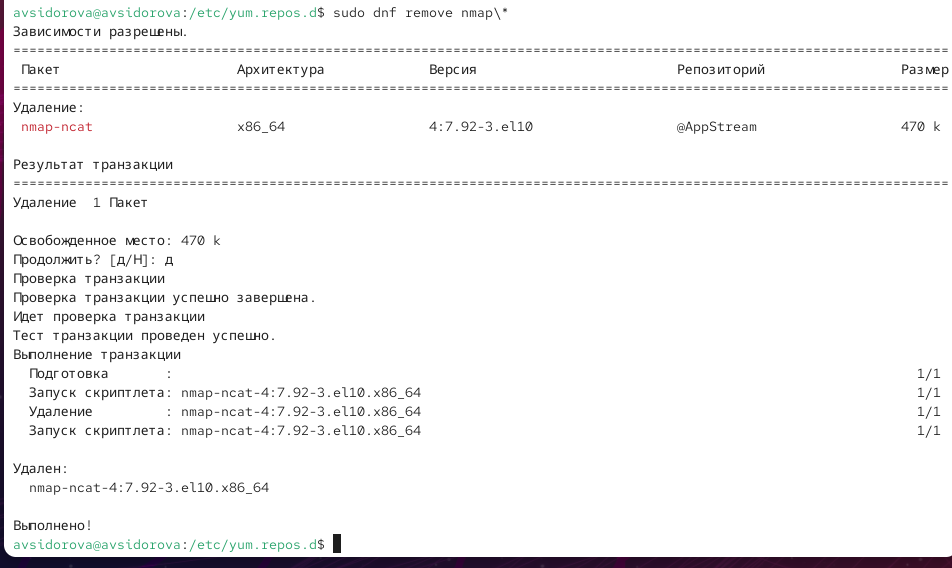 avsidorova@avsidorova:/etc/yum.repos.d$ sudo dnf remove nmap\*
Зависимости разрешены.
================================================================================
Пакет Архитектура Версия Репозиторий Размер
================================================================================
Удаление:
nmap-ncat x86_64 4:7.92-3.el10 @AppStream 470 k
Результат транзакции
================================================================================
Удаление 1 Пакет
Освобожденное место: 470 k
Продолжить? [д/Н]: д
Проверка транзакции
Проверка транзакции успешно завершена.
Идет проверка транзакции
Тест транзакции проведен успешно.
Выполнение транзакции
Подготовка : 1/1
Запуск скриптлета: nmap-ncat-4:7.92-3.el10.x86_64 1/1
Удаление : nmap-ncat-4:7.92-3.el10.x86_64 1/1
Запуск скриптлета: nmap-ncat-4:7.92-3.el10.x86_64 1/1
Удален:
nmap-ncat-4:7.92-3.el10.x86_64
Выполнено!
avsidorova@avsidorova:/etc/yum.repos.d$